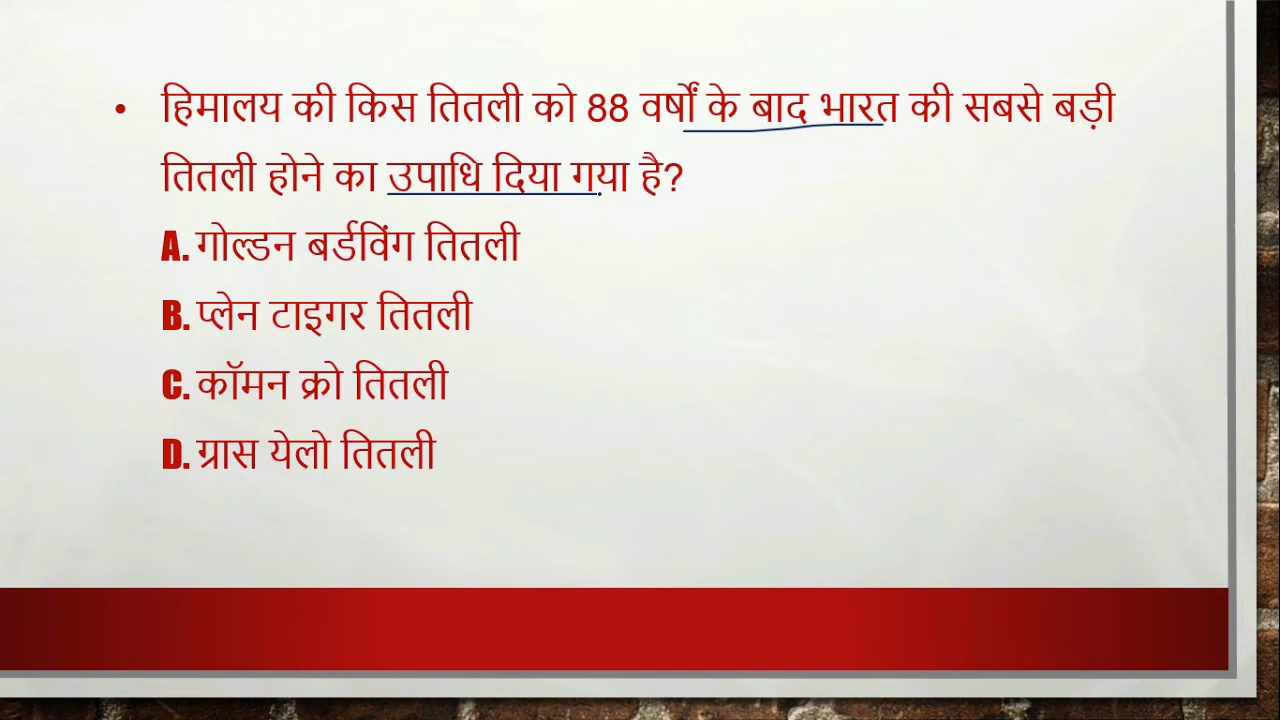 • हिमालय की किस तितली को 88 वर्षों के बाद भारत की सबसे बड़ी
तितली होने का उपाधि दिया गया है?
A. गोल्डन बर्डविंग तितली
B. प्लेन टाइगर तितली
C. कॉमन क्रो तितली
D. ग्रास येलो तितली